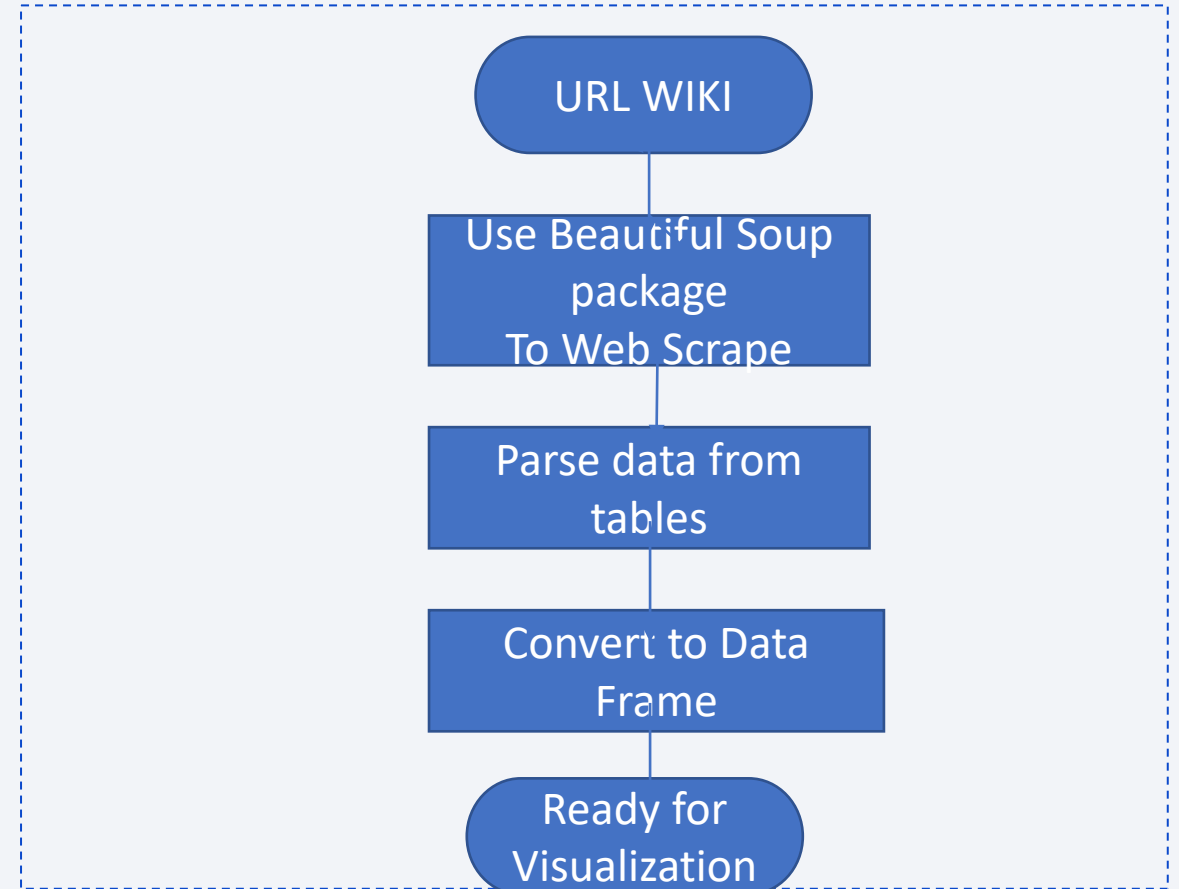 URL WIKI
Use Beautiful Soup
package
To Web Scrape
Parse data from
tables
Convert to Data
Frame
Ready for
Visualization